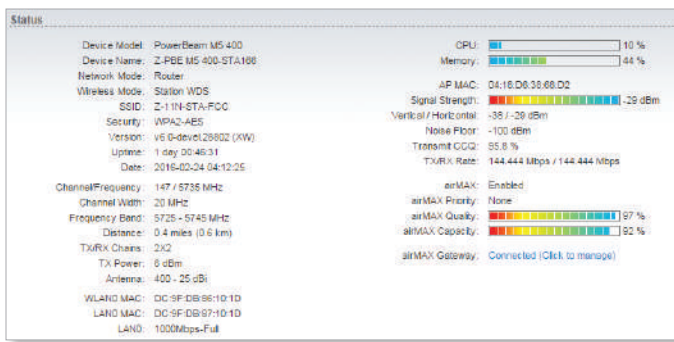 Status
Device Model: PowerBeam M5 400
Device Name: Z-PBE M5 400-STA166
Network Mode: Router
Wireless Mode: Station WDS
SSID: Z-11N-STA-FCC
Security: WPA2-AES
Version: v6.0-devel.26802 (XW)
Uptime: 1 day 00:46:31
Date: 2016-02-24 04:12:25
Channel/Frequency: 147 / 5735 MHz
Channel Width: 20 MHz
Frequency Band: 5725 - 5745 MHz
Distance: 0.4 miles (0.6 km)
TX/RX Chains: 2X2
TX Power: 6 dBm
Antenna: 400 - 25 dBi
WLAN0 MAC: DC:9F:DB:96:10:1D
LAN0 MAC: DC:9F:DB:97:10:1D
LAN0: 1000Mbps-Full
CPU: 10 %
Memory: 44 %
AP MAC: 04:18:D6:38:68:D2
Signal Strength: -29 dBm
Vertical / Horizontal: -38 / -29 dBm
Noise Floor: -100 dBm
Transmit CCQ: 95.8 %
TX/RX Rate: 144.444 Mbps / 144.444 Mbps
airMAX: Enabled
airMAX Priority: None
airMAX Quality: 97 %
airMAX Capacity: 92 %
airMAX Gateway: Connected (Click to manage)